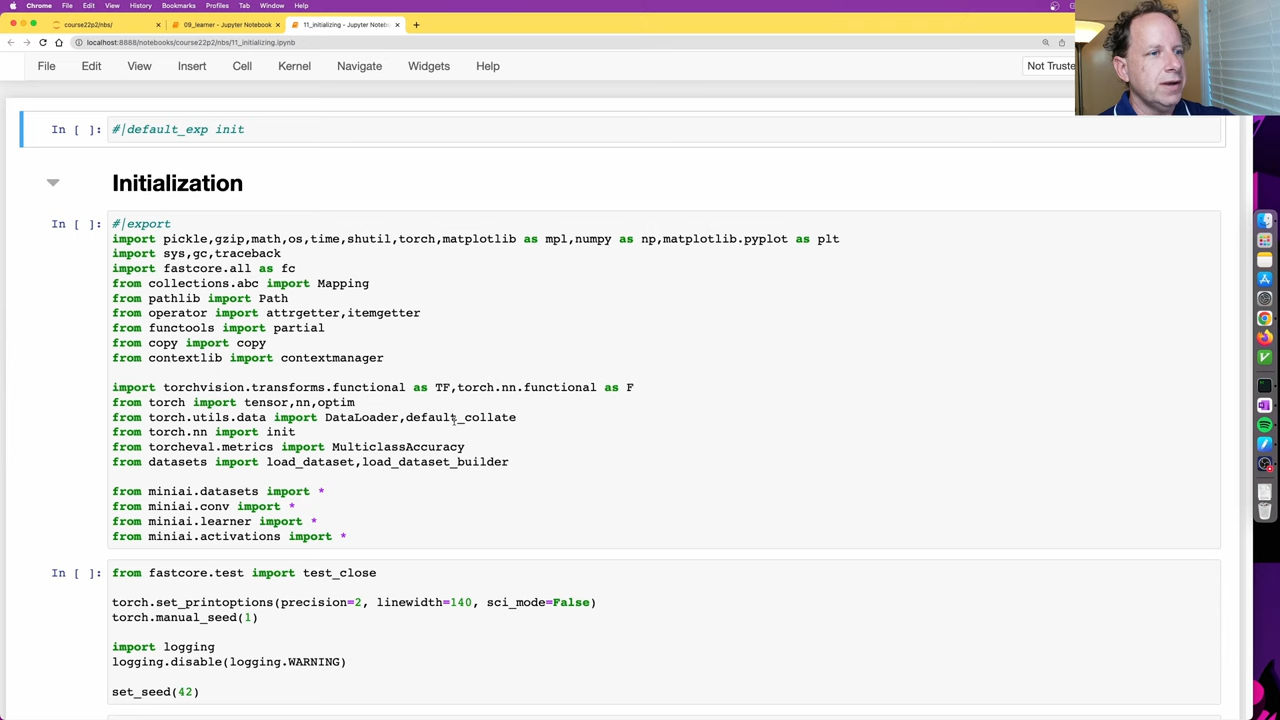 Chrome File Edit View History Bookmarks Profiles Tab Window Help
course22p2/nbs/ 09_learner - Jupyter Notebook 11_initializing - Jupyter Notebo
localhost:8888/notebooks/course22p2/nbs/11_initializing.ipynb
File Edit View Insert Cell Kernel Navigate Widgets Help Not Truste
In [ ]: #|default_exp init
Initialization
In [ ]: #|export
import pickle,gzip,math,os,time,shutil,torch,matplotlib as mpl,numpy as np,matplotlib.pyplot as plt
import sys,gc,traceback
import fastcore.all as fc
from collections.abc import Mapping
from pathlib import Path
from operator import attrgetter,itemgetter
from functools import partial
from copy import copy
from contextlib import contextmanager
import torchvision.transforms.functional as TF,torch.nn.functional as F
from torch import tensor,nn,optim
from torch.utils.data import DataLoader,default_collate
from torch.nn import init
from torcheval.metrics import MulticlassAccuracy
from datasets import load_dataset,load_dataset_builder
from miniai.datasets import *
from miniai.conv import *
from miniai.learner import *
from miniai.activations import *
In [ ]: from fastcore.test import test_close
torch.set_printoptions(precision=2, linewidth=140, sci_mode=False)
torch.manual_seed(1)
import logging
logging.disable(logging.WARNING)
set_seed(42)